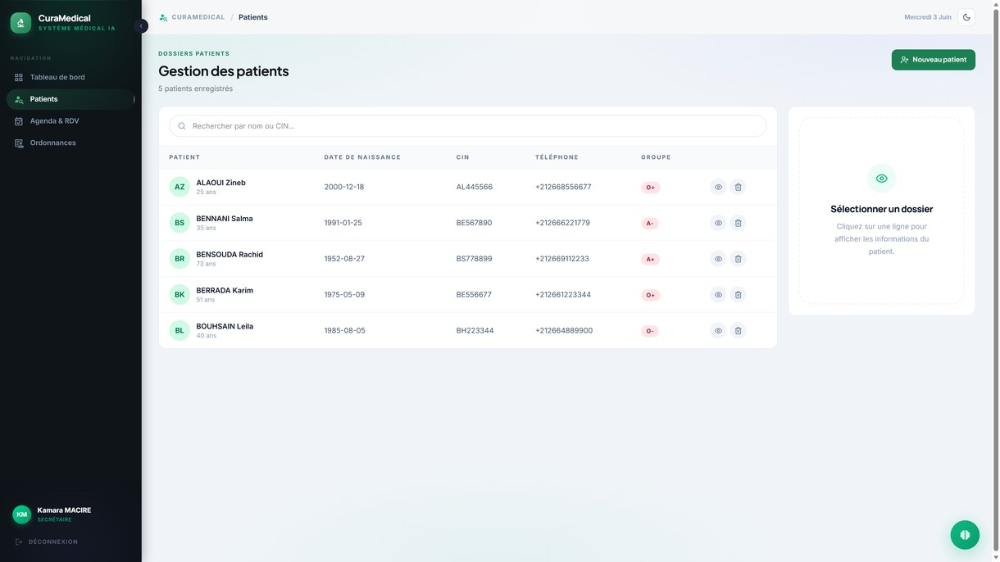 CuraMedical
SYSTÈME MÉDICAL IA
NAVIGATION
Tableau de bord
Patients
Agenda & RDV
Ordonnances
KM
Kamara MACIRE
SECRÉTAIRE
DÉCONNEXION
CURAMEDICAL / Patients
Mercredi 3 Juin
DOSSIERS PATIENTS
Gestion des patients
5 patients enregistrés
Nouveau patient
Rechercher par nom ou CIN...
PATIENT DATE DE NAISSANCE CIN TÉLÉPHONE GROUPE
AZ ALAOUI Zineb 2000-12-18 AL445566 +212668556677 O+
25 ans
BS BENNANI Salma 1991-01-25 BE567890 +212666221779 A-
35 ans
BR BENSOUDA Rachid 1952-08-27 BS778899 +212669112233 A+
73 ans
BK BERRADA Karim 1975-05-09 BE556677 +212661223344 O+
51 ans
BL BOUHSAIN Leila 1985-08-05 BH223344 +212664889900 O-
40 ans
Sélectionner un dossier
Cliquez sur une ligne pour
afficher les informations du
patient.